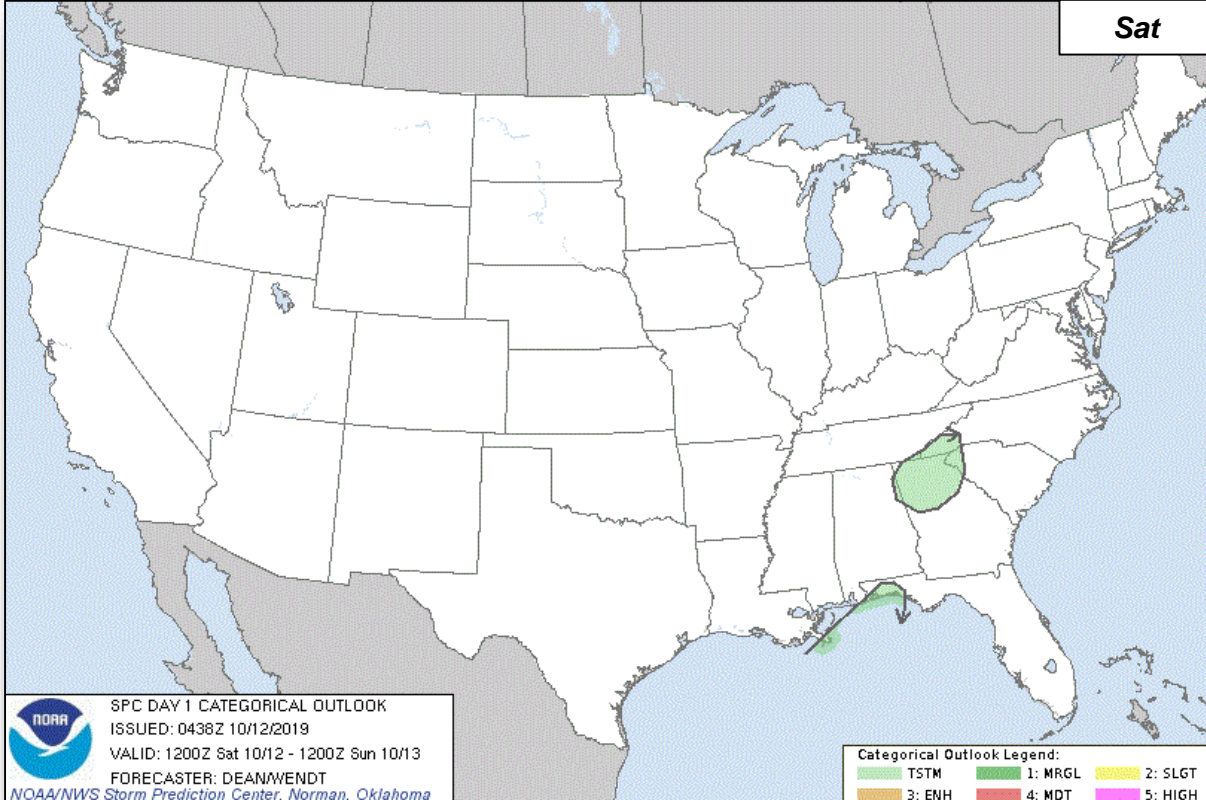 Sat
NOAA
SPC DAY 1 CATEGORICAL OUTLOOK
ISSUED: 0438Z 10/12/2019
VALID: 1200Z Sat 10/12 - 1200Z Sun 10/13
FORECASTER: DEAN/WENDT
NOAA/NWS Storm Prediction Center, Norman, Oklahoma
Categorical Outlook Legend:
TSTM 1: MRGL 2: SLGT
3: ENH 4: MDT 5: HIGH